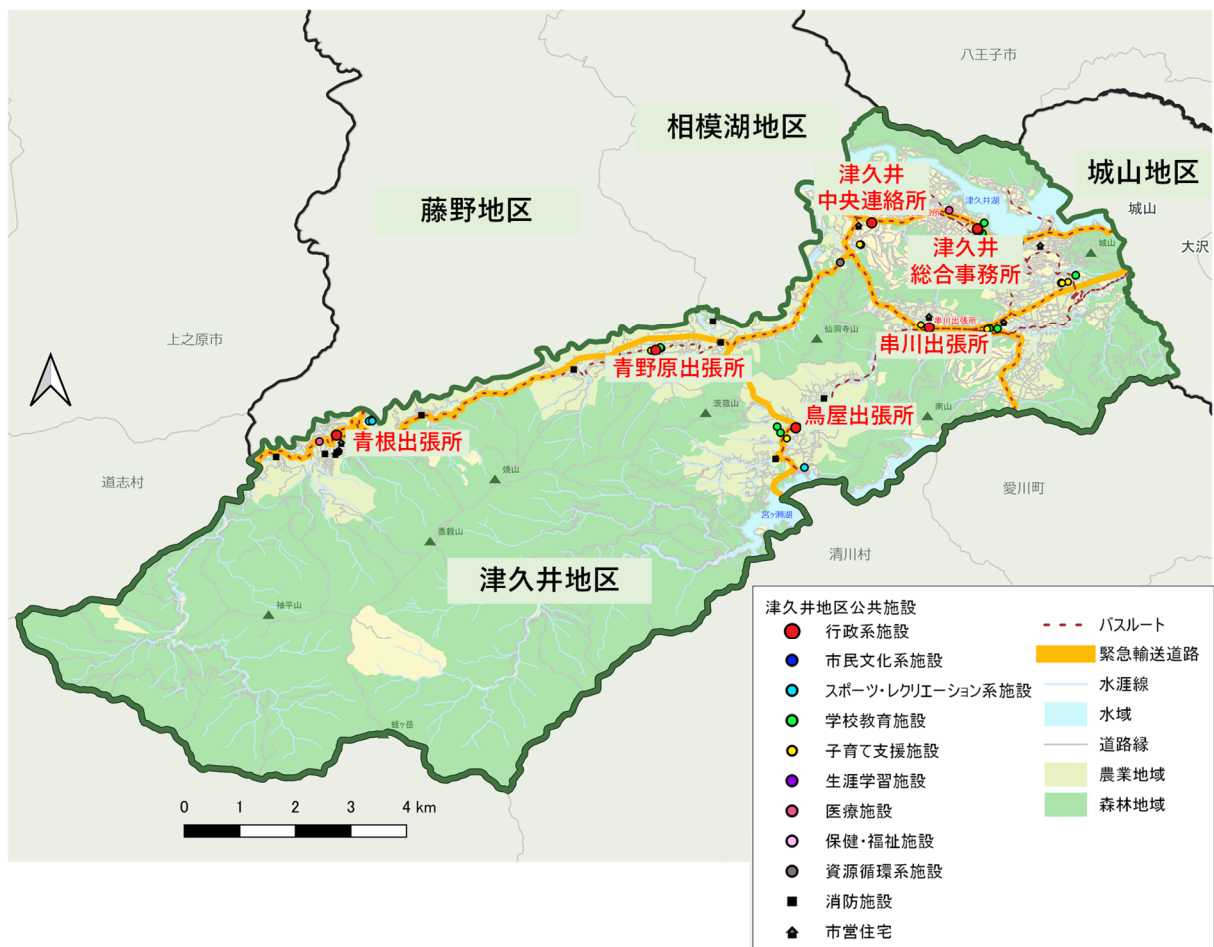 八王子市
相模湖地区
城山地区
津久井
中央連絡所
藤野地区
津久井湖
城山
津久井
総合事務所
城山
大沢
串川出張所
上之原市
仙洞寺山
串川出張所
青野原出張所
茨菰山
鳥屋出張所
南山
青根出張所
焼山
道志村
愛川町
宮ヶ瀬湖
黍殻山
清川村
津久井地区
袖平山
蛭ヶ岳
0 1 2 3 4 km
津久井地区公共施設
行政系施設
市民文化系施設
スポーツ・レクリエーション系施設
学校教育施設
子育て支援施設
生涯学習施設
医療施設
保健・福祉施設
資源循環系施設
消防施設
市営住宅
バスルート
緊急輸送道路
水涯線
水域
道路縁
農業地域
森林地域